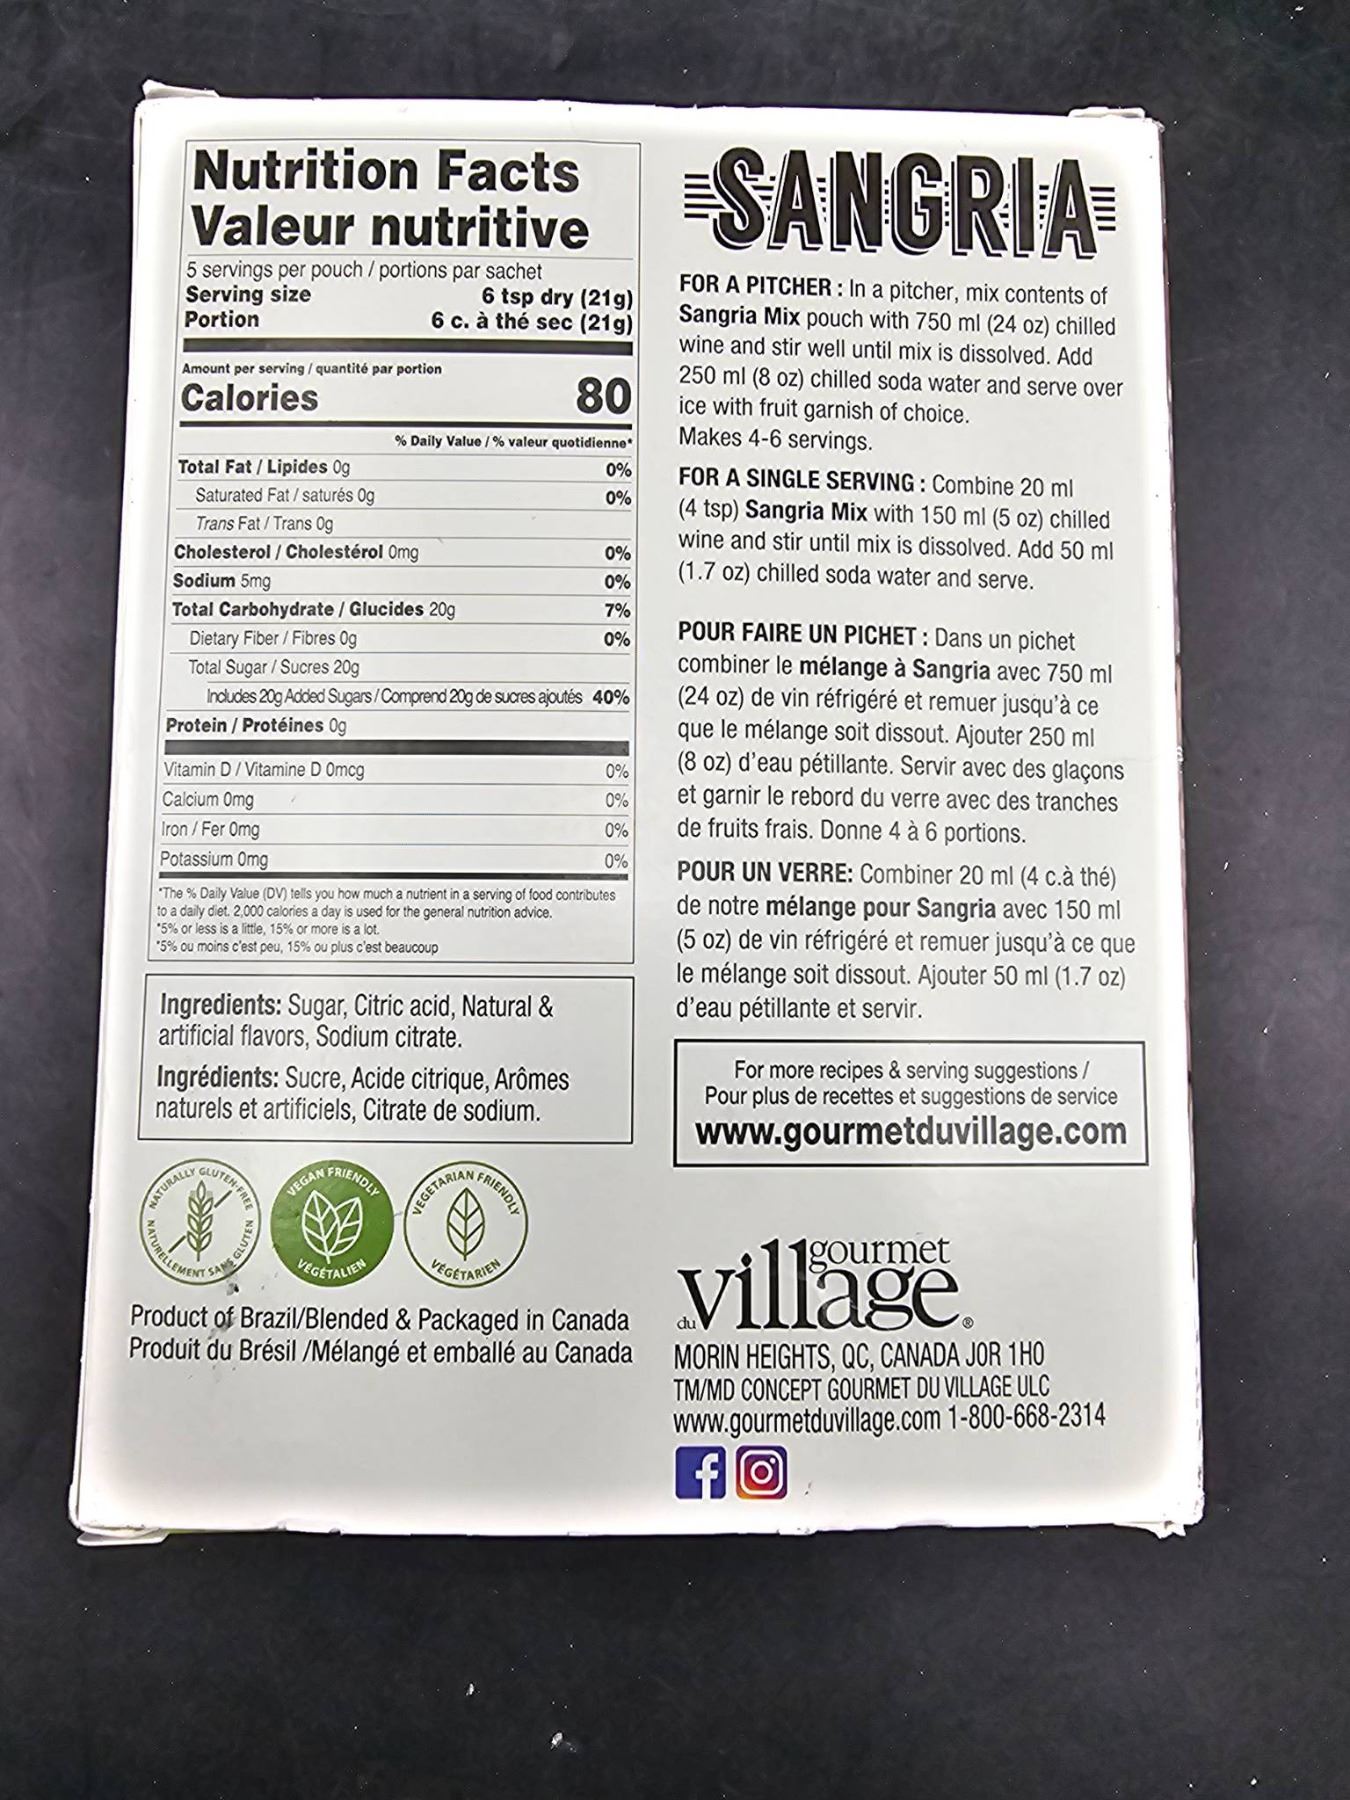 Nutrition Facts
Valeur nutritive
5 servings per pouch / portions par sachet
Serving size 6 tsp dry (21g)
Portion 6 c. à thé sec (21g)
Amount per serving / quantité par portion
Calories 80
% Daily Value / % valeur quotidienne*
Total Fat / Lipides 0g 0%
Saturated Fat / saturés 0g 0%
Trans Fat / Trans 0g
Cholesterol / Cholestérol 0mg 0%
Sodium 5mg 0%
Total Carbohydrate / Glucides 20g 7%
Dietary Fiber / Fibres 0g 0%
Total Sugar / Sucres 20g
Includes 20g Added Sugars / Comprend 20g de sucres ajoutés 40%
Protein / Protéines 0g
Vitamin D / Vitamine D 0mcg 0%
Calcium 0mg 0%
Iron / Fer 0mg 0%
Potassium 0mg 0%
*The % Daily Value (DV) tells you how much a nutrient in a serving of food contributes
to a daily diet. 2,000 calories a day is used for the general nutrition advice.
*5% or less is a little, 15% or more is a lot.
*5% ou moins c'est peu, 15% ou plus c'est beaucoup
Ingredients: Sugar, Citric acid, Natural &
artificial flavors, Sodium citrate.
Ingrédients: Sucre, Acide citrique, Arômes
naturels et artificiels, Citrate de sodium.
NATURALLY GLUTEN-FREE
NATURELLEMENT SANS GLUTEN
VEGAN FRIENDLY
VÉGÉTALIEN
VEGETARIAN FRIENDLY
VÉGÉTARIEN
Product of Brazil/Blended & Packaged in Canada
Produit du Brésil /Mélangé et emballé au Canada
SANGRIA
FOR A PITCHER : In a pitcher, mix contents of
Sangria Mix pouch with 750 ml (24 oz) chilled
wine and stir well until mix is dissolved. Add
250 ml (8 oz) chilled soda water and serve over
ice with fruit garnish of choice.
Makes 4-6 servings.
FOR A SINGLE SERVING : Combine 20 ml
(4 tsp) Sangria Mix with 150 ml (5 oz) chilled
wine and stir until mix is dissolved. Add 50 ml
(1.7 oz) chilled soda water and serve.
POUR FAIRE UN PICHET : Dans un pichet
combiner le mélange à Sangria avec 750 ml
(24 oz) de vin réfrigéré et remuer jusqu'à ce
que le mélange soit dissout. Ajouter 250 ml
(8 oz) d'eau pétillante. Servir avec des glaçons
et garnir le rebord du verre avec des tranches
de fruits frais. Donne 4 à 6 portions.
POUR UN VERRE: Combiner 20 ml (4 c.à thé)
de notre mélange pour Sangria avec 150 ml
(5 oz) de vin réfrigéré et remuer jusqu'à ce que
le mélange soit dissout. Ajouter 50 ml (1.7 oz)
d'eau pétillante et servir.
For more recipes & serving suggestions /
Pour plus de recettes et suggestions de service
www.gourmetduvillage.com
gourmet
du village®
MORIN HEIGHTS, QC, CANADA J0R 1H0
TM/MD CONCEPT GOURMET DU VILLAGE ULC
www.gourmetduvillage.com 1-800-668-2314